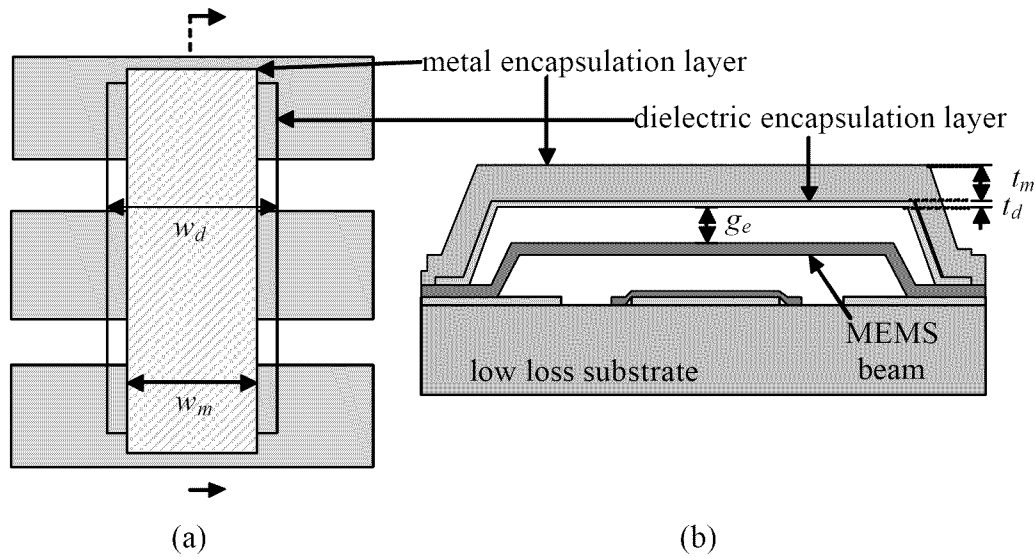 metal encapsulation layer
dielectric encapsulation layer
t_m
t_d
g_e
w_d
MEMS
beam
low loss substrate
w_m
(a)
(b)